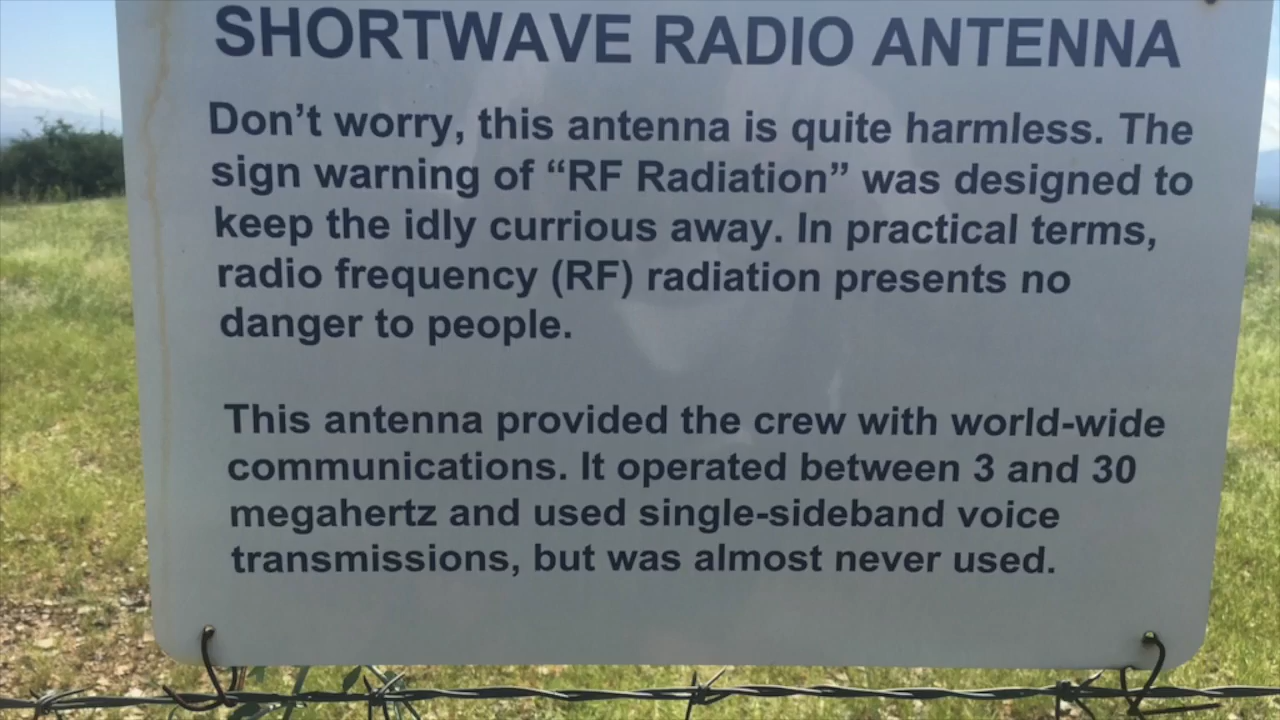 SHORTWAVE RADIO ANTENNA
Don't worry, this antenna is quite harmless. The
sign warning of “RF Radiation” was designed to
keep the idly currious away. In practical terms,
radio frequency (RF) radiation presents no
danger to people.
This antenna provided the crew with world-wide
communications. It operated between 3 and 30
megahertz and used single-sideband voice
transmissions, but was almost never used.